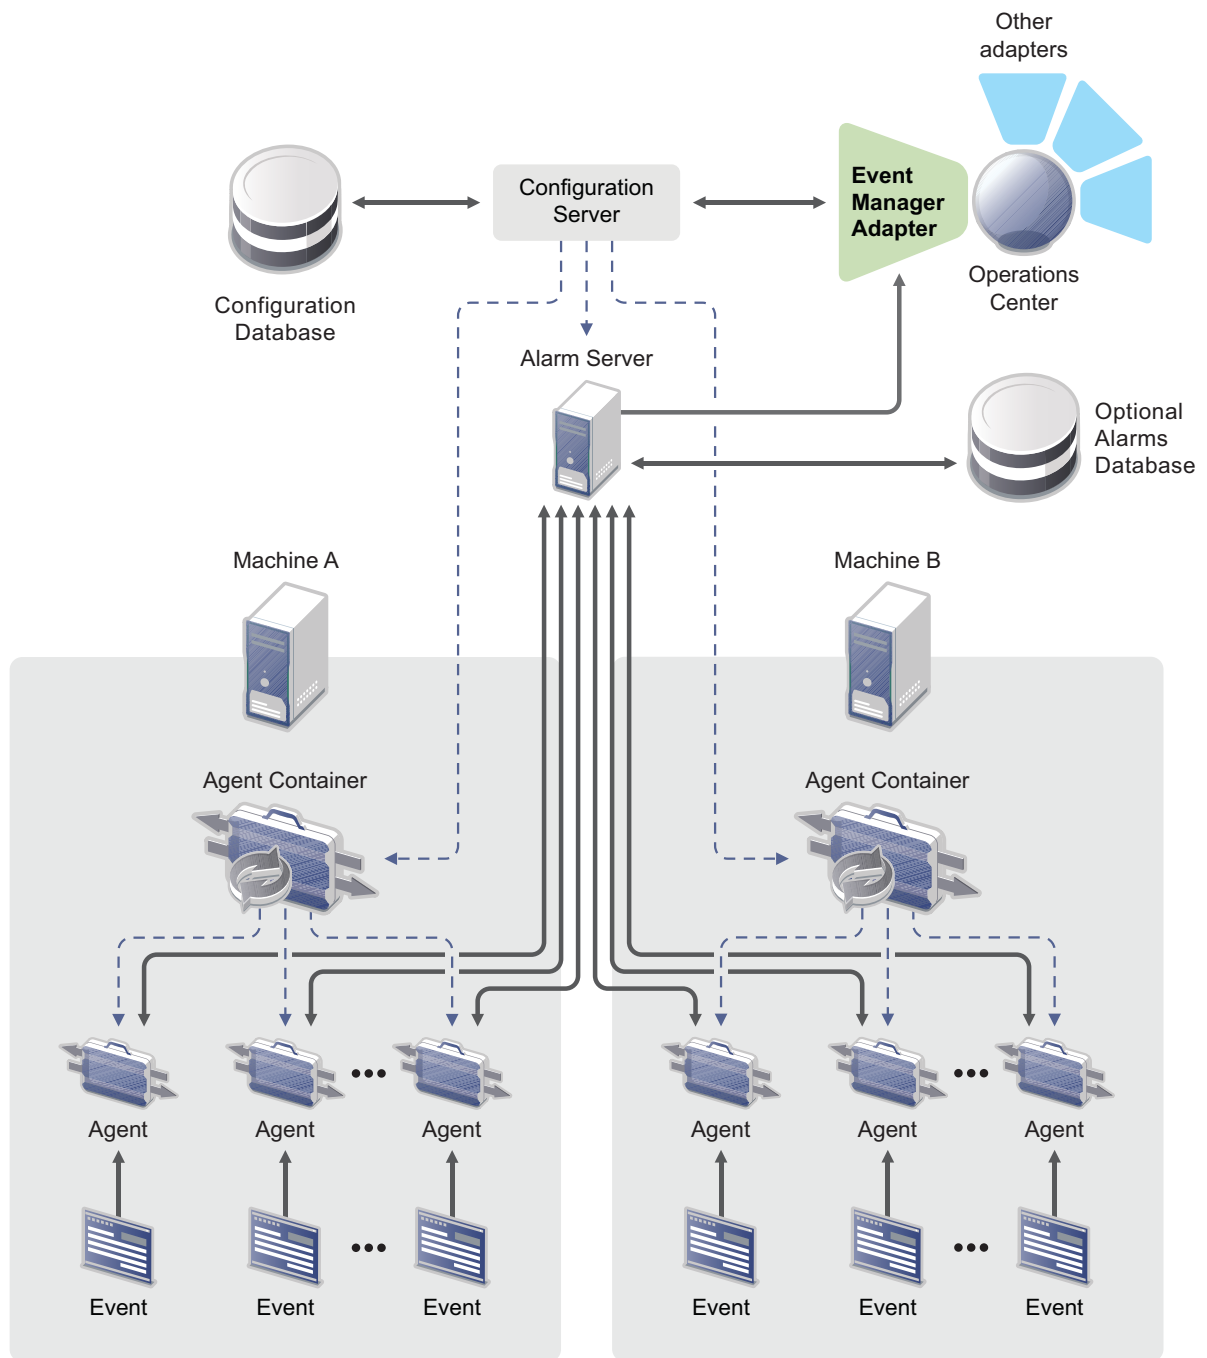 Other
adapters
Configuration
Server
Event
Manager
Adapter
Operations
Center
Configuration
Database
Alarm Server
Optional
Alarms
Database
Machine A
Machine B
Agent Container
Agent Container
Agent
Agent
Agent
Agent
Agent
Agent
Event
Event
Event
Event
Event
Event